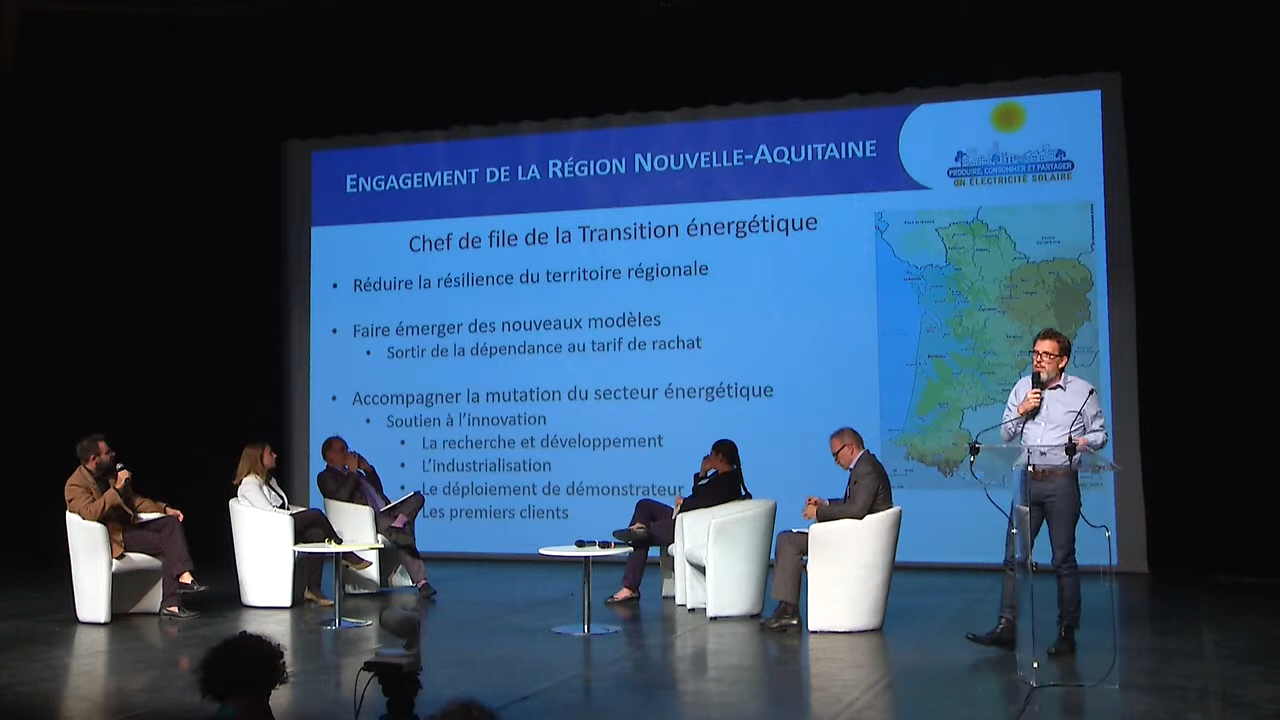 ENGAGEMENT DE LA RÉGION NOUVELLE-AQUITAINE
PRODUIRE, CONSOMMER ET PARTAGER
UN ÉLECTRICITÉ SOLAIRE
Chef de file de la Transition énergétique
• Réduire la résilience du territoire régionale
• Faire émerger des nouveaux modèles
• Sortir de la dépendance au tarif de rachat
• Accompagner la mutation du secteur énergétique
• Soutien à l'innovation
• La recherche et développement
• L'industrialisation
• Le déploiement de démonstrateur
Les premiers clients